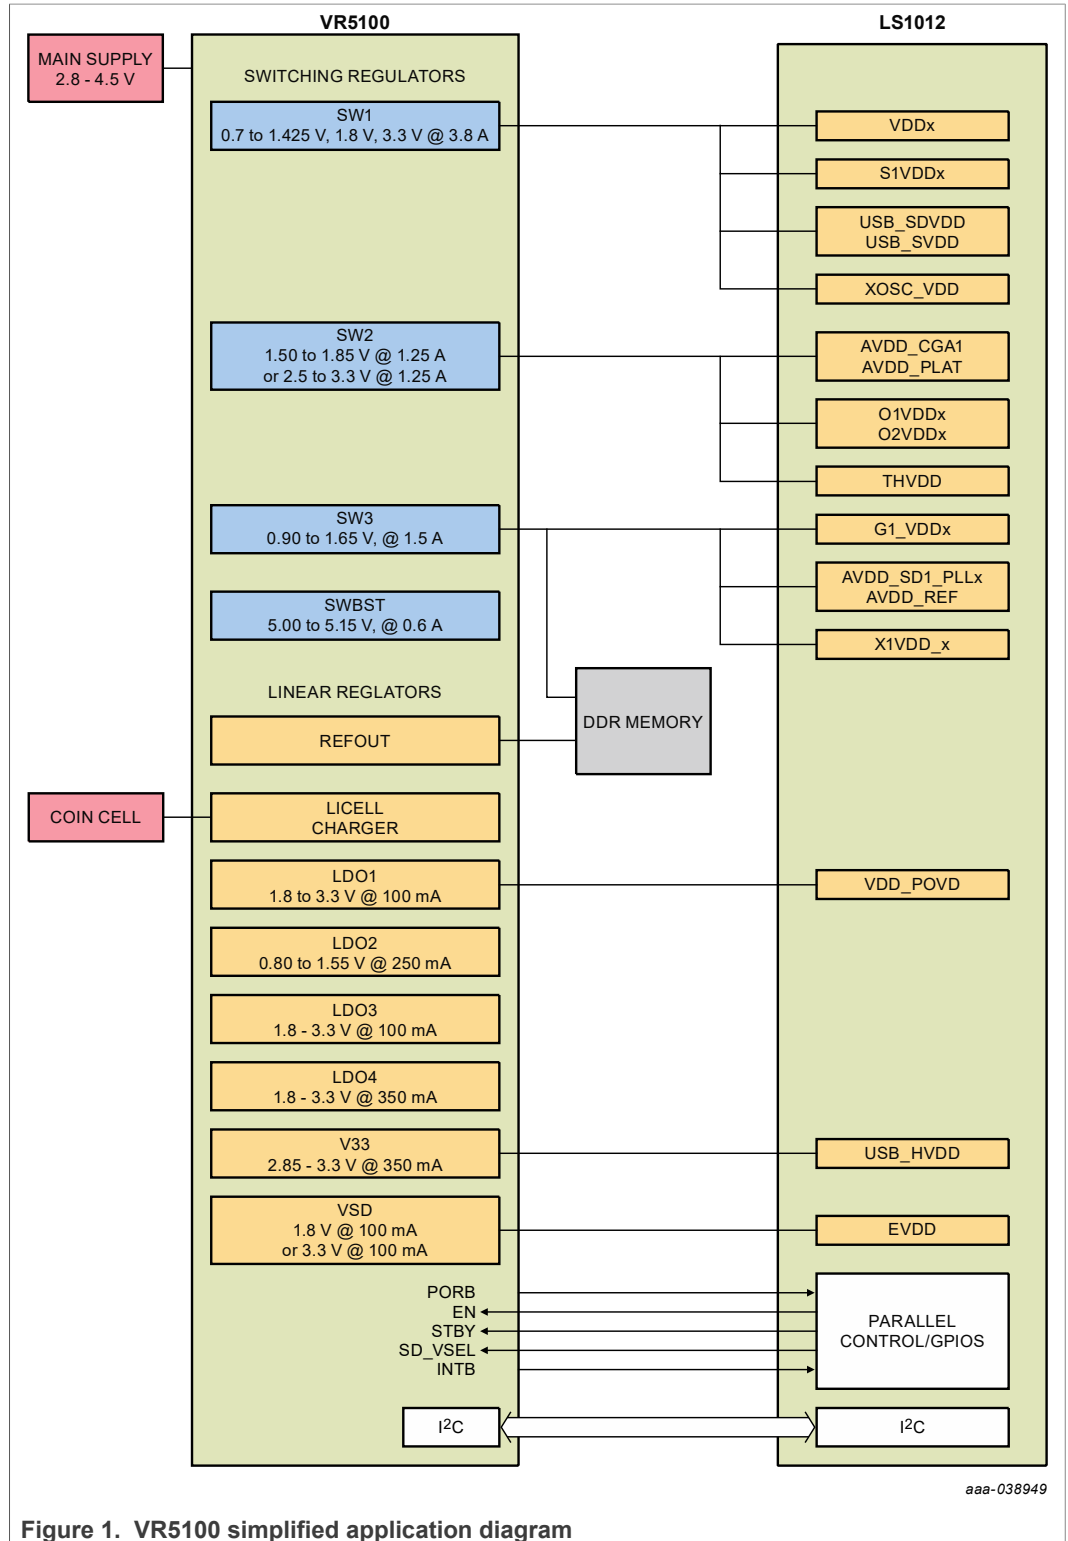 VR5100
LS1012
MAIN SUPPLY
2.8 - 4.5 V
SWITCHING REGULATORS
SW1
0.7 to 1.425 V, 1.8 V, 3.3 V @ 3.8 A
VDDx
S1VDDx
USB_SDVDD
USB_SVDD
XOSC_VDD
SW2
1.50 to 1.85 V @ 1.25 A
or 2.5 to 3.3 V @ 1.25 A
AVDD_CGA1
AVDD_PLAT
O1VDDx
O2VDDx
THVDD
SW3
0.90 to 1.65 V, @ 1.5 A
G1_VDDx
AVDD_SD1_PLLx
AVDD_REF
SWBST
5.00 to 5.15 V, @ 0.6 A
X1VDD_x
LINEAR REGLATORS
REFOUT
DDR MEMORY
COIN CELL
LICELL
CHARGER
LDO1
1.8 to 3.3 V @ 100 mA
VDD_POVD
LDO2
0.80 to 1.55 V @ 250 mA
LDO3
1.8 - 3.3 V @ 100 mA
LDO4
1.8 - 3.3 V @ 350 mA
V33
2.85 - 3.3 V @ 350 mA
USB_HVDD
VSD
1.8 V @ 100 mA
or 3.3 V @ 100 mA
EVDD
PORB
EN
STBY
SD_VSEL
INTB
PARALLEL
CONTROL/GPIOS
I²C
I²C
aaa-038949
Figure 1. VR5100 simplified application diagram